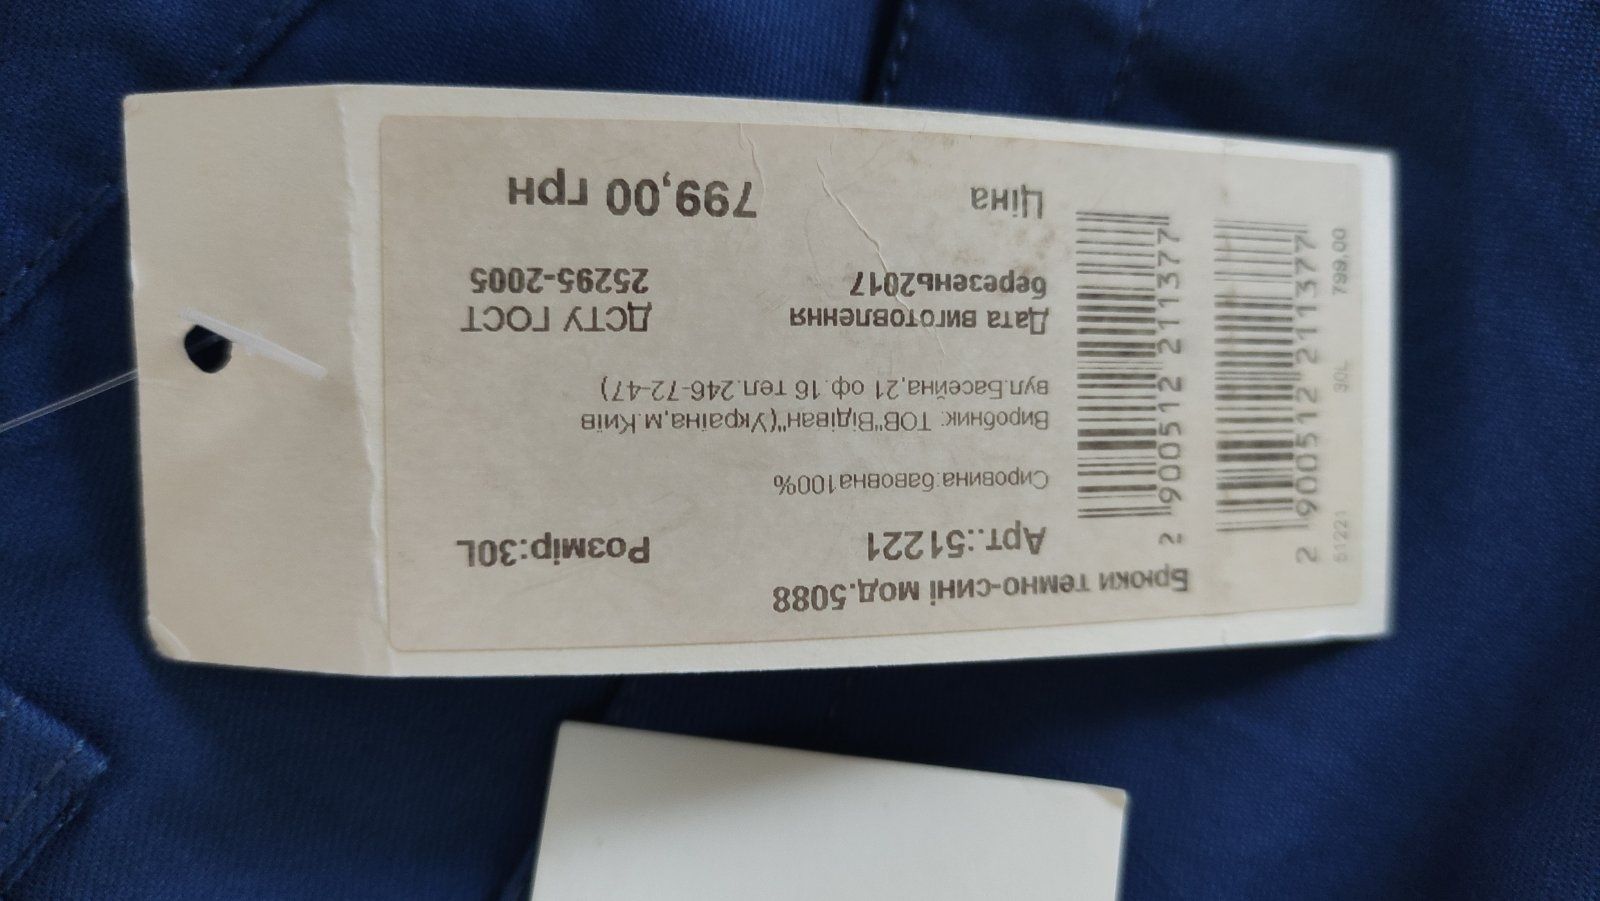 Брюки темно-сині мод.5088
Арт.:51221 Розмір:30L
Сировина:бавовна100%
Виробник: ТОВ"Відіван"(Україна,м.Київ
вул.Басейна,21 оф.16 тел.246-72-47)
Дата виготовлення ДСТУ ГОСТ
березень2017 25295-2005
Ціна 799,00 грн
2 900512 211377
2 900512 211377
51221 30L 799,00